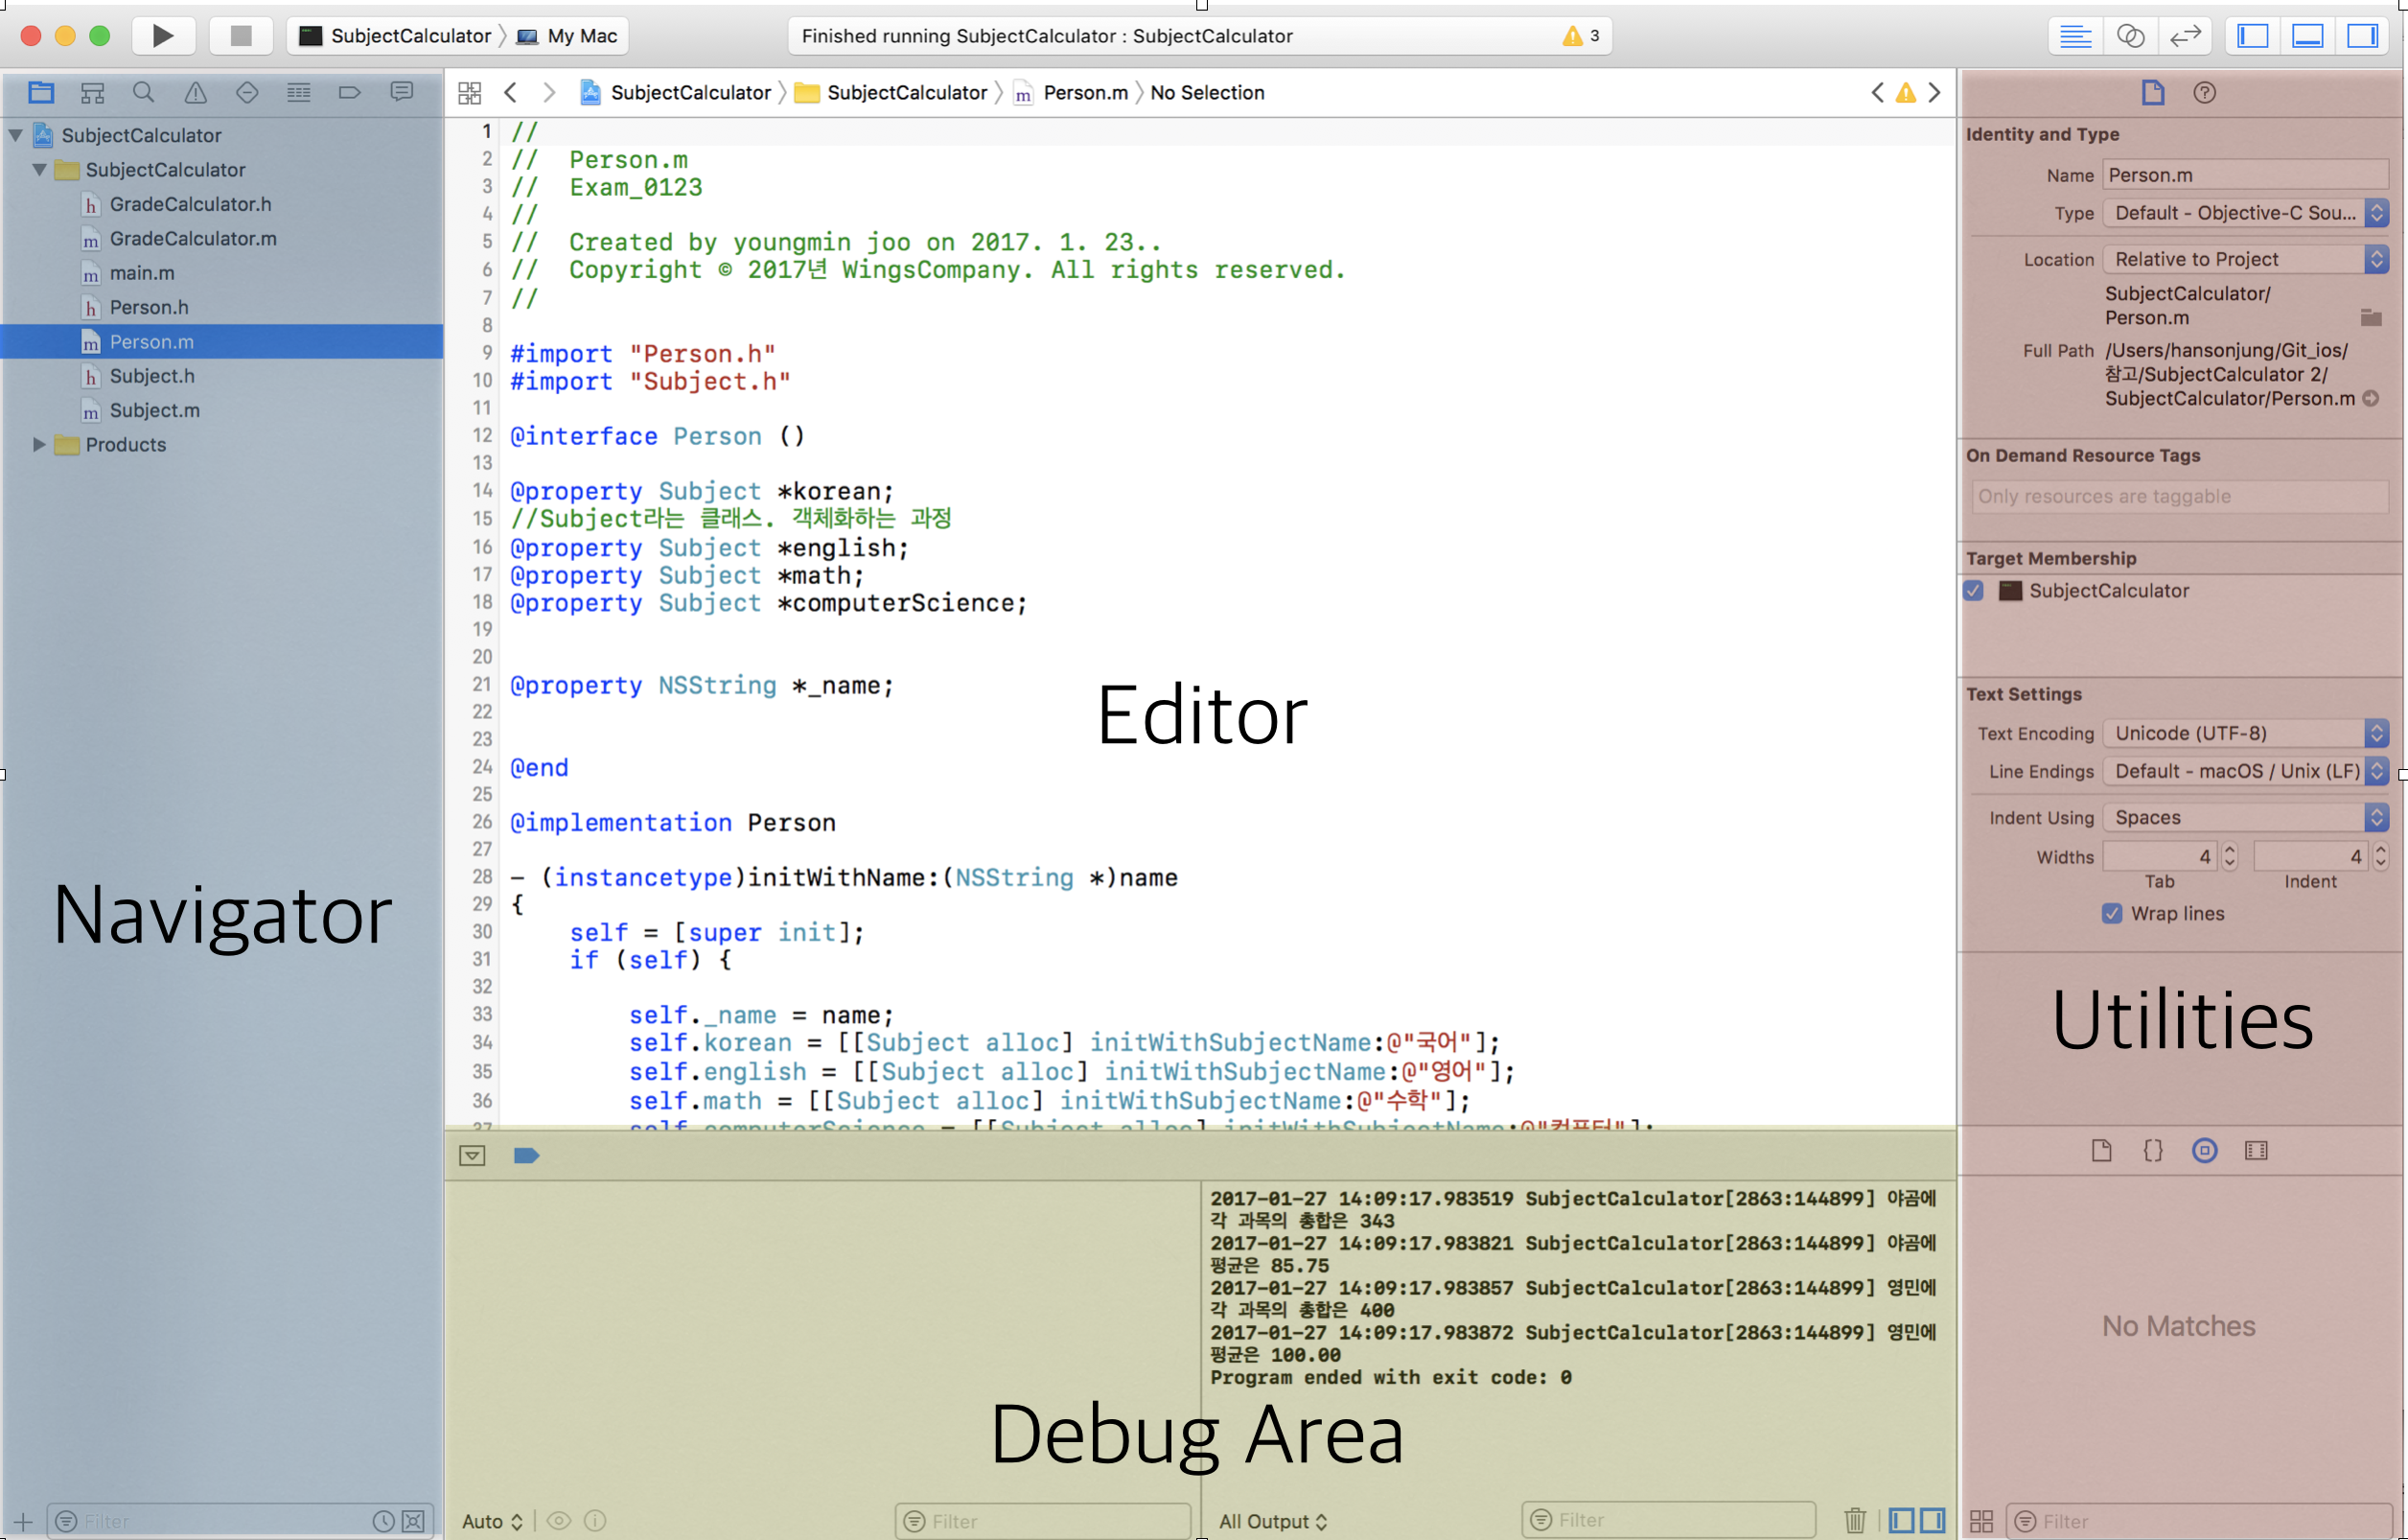 SubjectCalculator 〉 My Mac
Finished running SubjectCalculator : SubjectCalculator
3
SubjectCalculator
SubjectCalculator
h GradeCalculator.h
m GradeCalculator.m
m main.m
h Person.h
m Person.m
h Subject.h
m Subject.m
Products
Navigator
Filter
SubjectCalculator 〉 SubjectCalculator 〉 m Person.m 〉 No Selection
1 //
2 //  Person.m
3 //  Exam_0123
4 //
5 //  Created by youngmin joo on 2017. 1. 23..
6 //  Copyright © 2017년 WingsCompany. All rights reserved.
7 //
8
9 #import "Person.h"
10 #import "Subject.h"
11
12 @interface Person ()
13
14 @property Subject *korean;
15 //Subject라는 클래스. 객체화하는 과정
16 @property Subject *english;
17 @property Subject *math;
18 @property Subject *computerScience;
19
20
21 @property NSString *_name;
22
23
24 @end
25
26 @implementation Person
27
28 – (instancetype)initWithName:(NSString *)name
29 {
30     self = [super init];
31     if (self) {
32
33         self._name = name;
34         self.korean = [[Subject alloc] initWithSubjectName:@"국어"];
35         self.english = [[Subject alloc] initWithSubjectName:@"영어"];
36         self.math = [[Subject alloc] initWithSubjectName:@"수학"];
37         self.computerScience = [[Subject alloc] initWithSubjectName:@"컴퓨터"];
Editor
2017-01-27 14:09:17.983519 SubjectCalculator[2863:144899] 야곰에
각 과목의 총합은 343
2017-01-27 14:09:17.983821 SubjectCalculator[2863:144899] 야곰에
평균은 85.75
2017-01-27 14:09:17.983857 SubjectCalculator[2863:144899] 영민에
각 과목의 총합은 400
2017-01-27 14:09:17.983872 SubjectCalculator[2863:144899] 영민에
평균은 100.00
Program ended with exit code: 0
Debug Area
Auto
Filter
All Output
Filter
Identity and Type
Name Person.m
Type Default - Objective-C Sou...
Location Relative to Project
SubjectCalculator/
Person.m
Full Path /Users/hansonjung/Git_ios/
참고/SubjectCalculator 2/
SubjectCalculator/Person.m
On Demand Resource Tags
Only resources are taggable
Target Membership
SubjectCalculator
Text Settings
Text Encoding Unicode (UTF-8)
Line Endings Default - macOS / Unix (LF)
Indent Using Spaces
Widths 4 4
Tab Indent
Wrap lines
Utilities
{}
No Matches
Filter